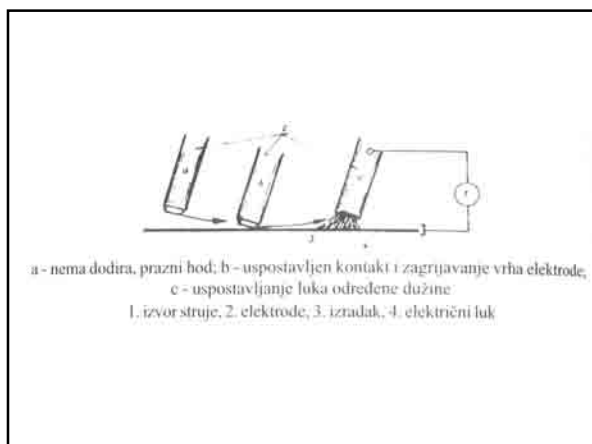 a - nema dodira, prazni hod; b - uspostavljen kontakt i zagrijavanje vrha elektrode,
c - uspostavljanje luka određene dužine
1. izvor struje, 2. elektrode, 3. izradak, 4. električni luk